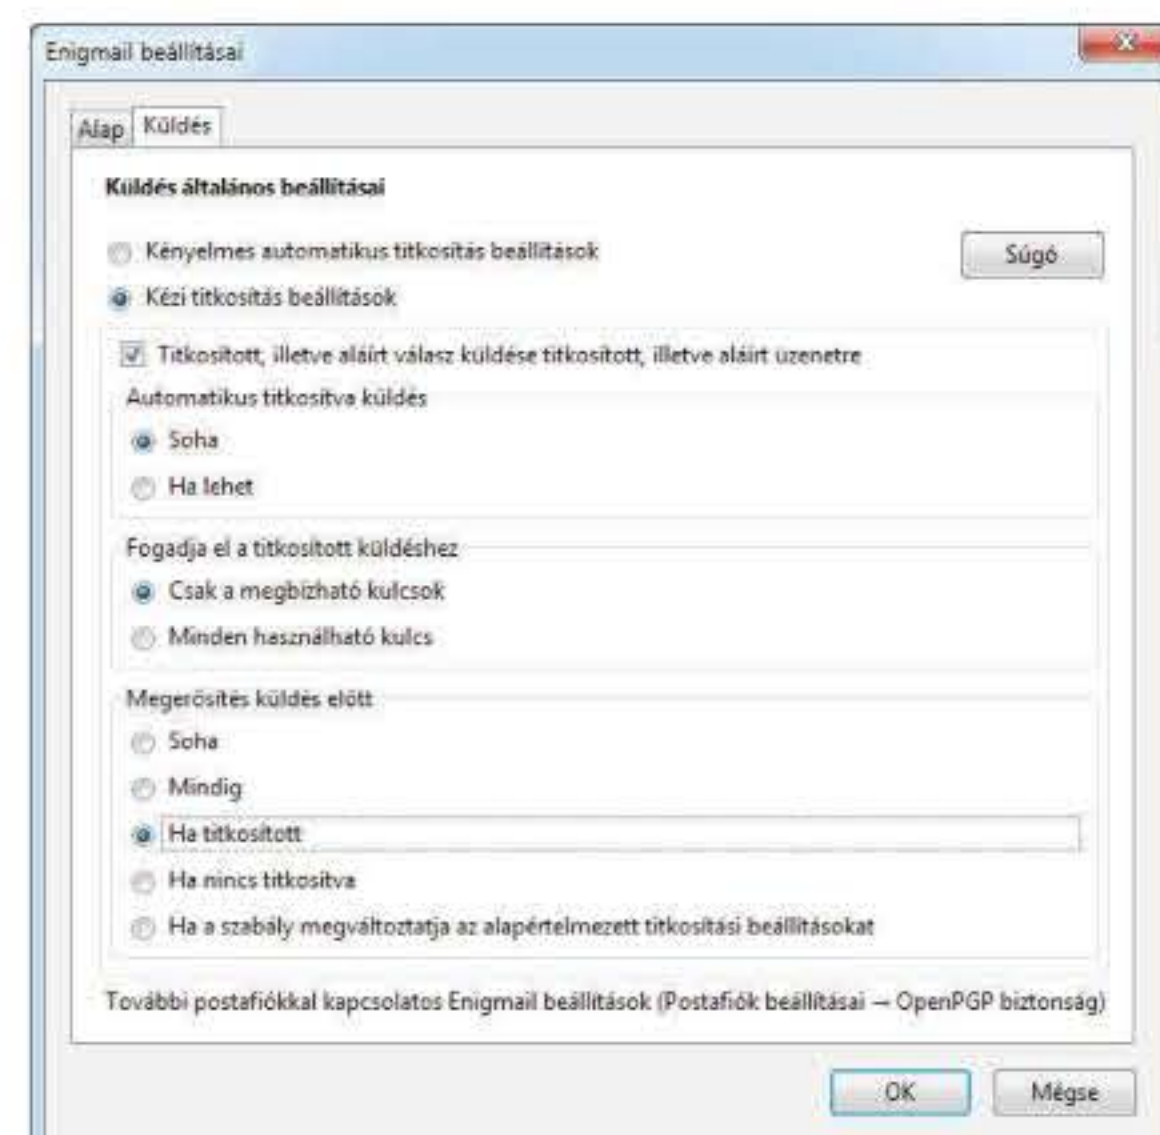 Enigmail beállításai
Alap
Küldés
Küldés általános beállításai
Kényelmes automatikus titkosítás beállítások
Súgó
Kézi titkosítás beállítások
Titkosított, illetve aláírt válasz küldése titkosított, illetve aláírt üzenetre
Automatikus titkosítva küldés
Soha
Ha lehet
Fogadja el a titkosított küldéshez
Csak a megbízható kulcsok
Minden használható kulcs
Megerősítés küldés előtt
Soha
Mindig
Ha titkosított
Ha nincs titkosítva
Ha a szabály megváltoztatja az alapértelmezett titkosítási beállításokat
További postafiókkal kapcsolatos Enigmail beállítások (Postafiók beállításai → OpenPGP biztonság)
OK
Mégse